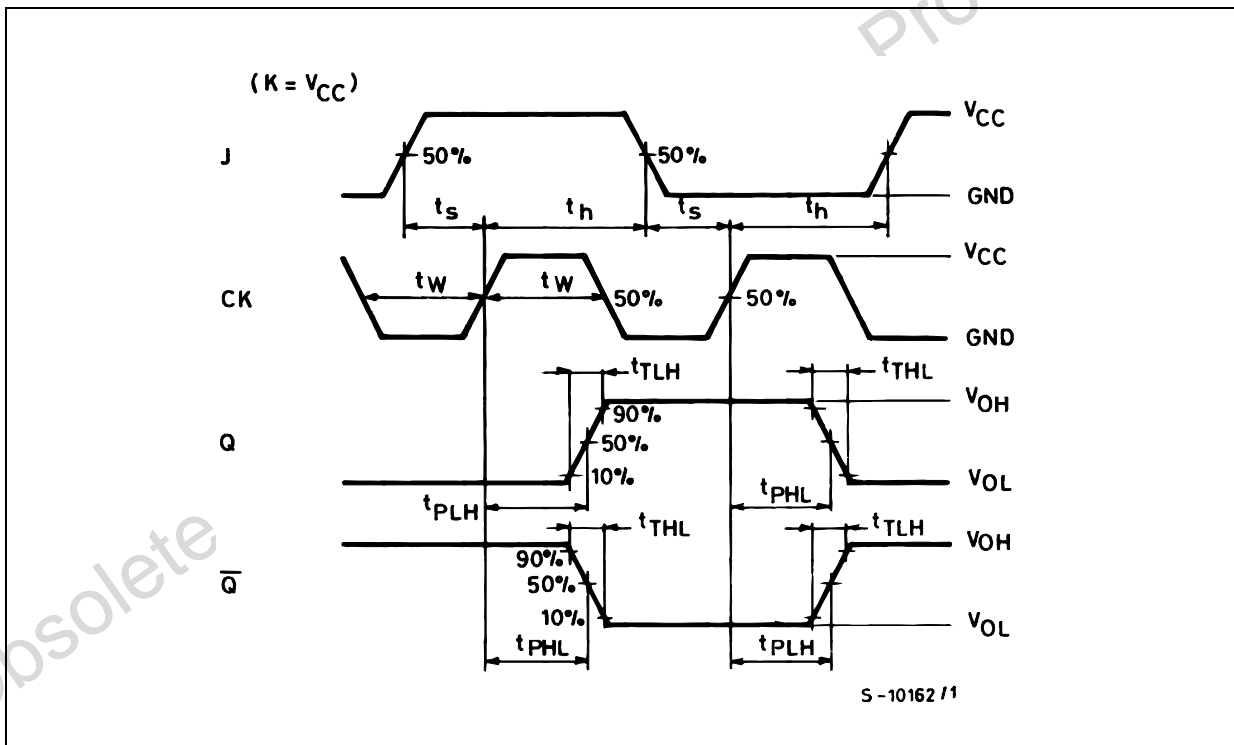 Pro
(K = VCC)
VCC
J
50%
50%
GND
ts
th
ts
th
VCC
CK
tW
tW
50%
50%
GND
tTLH
tTHL
VOH
90%
Q
50%
10%
VOL
tPLH
tPHL
tTHL
tTLH
VOH
90%
Q̅
50%
10%
VOL
tPHL
tPLH
S-10162/1
bsolete